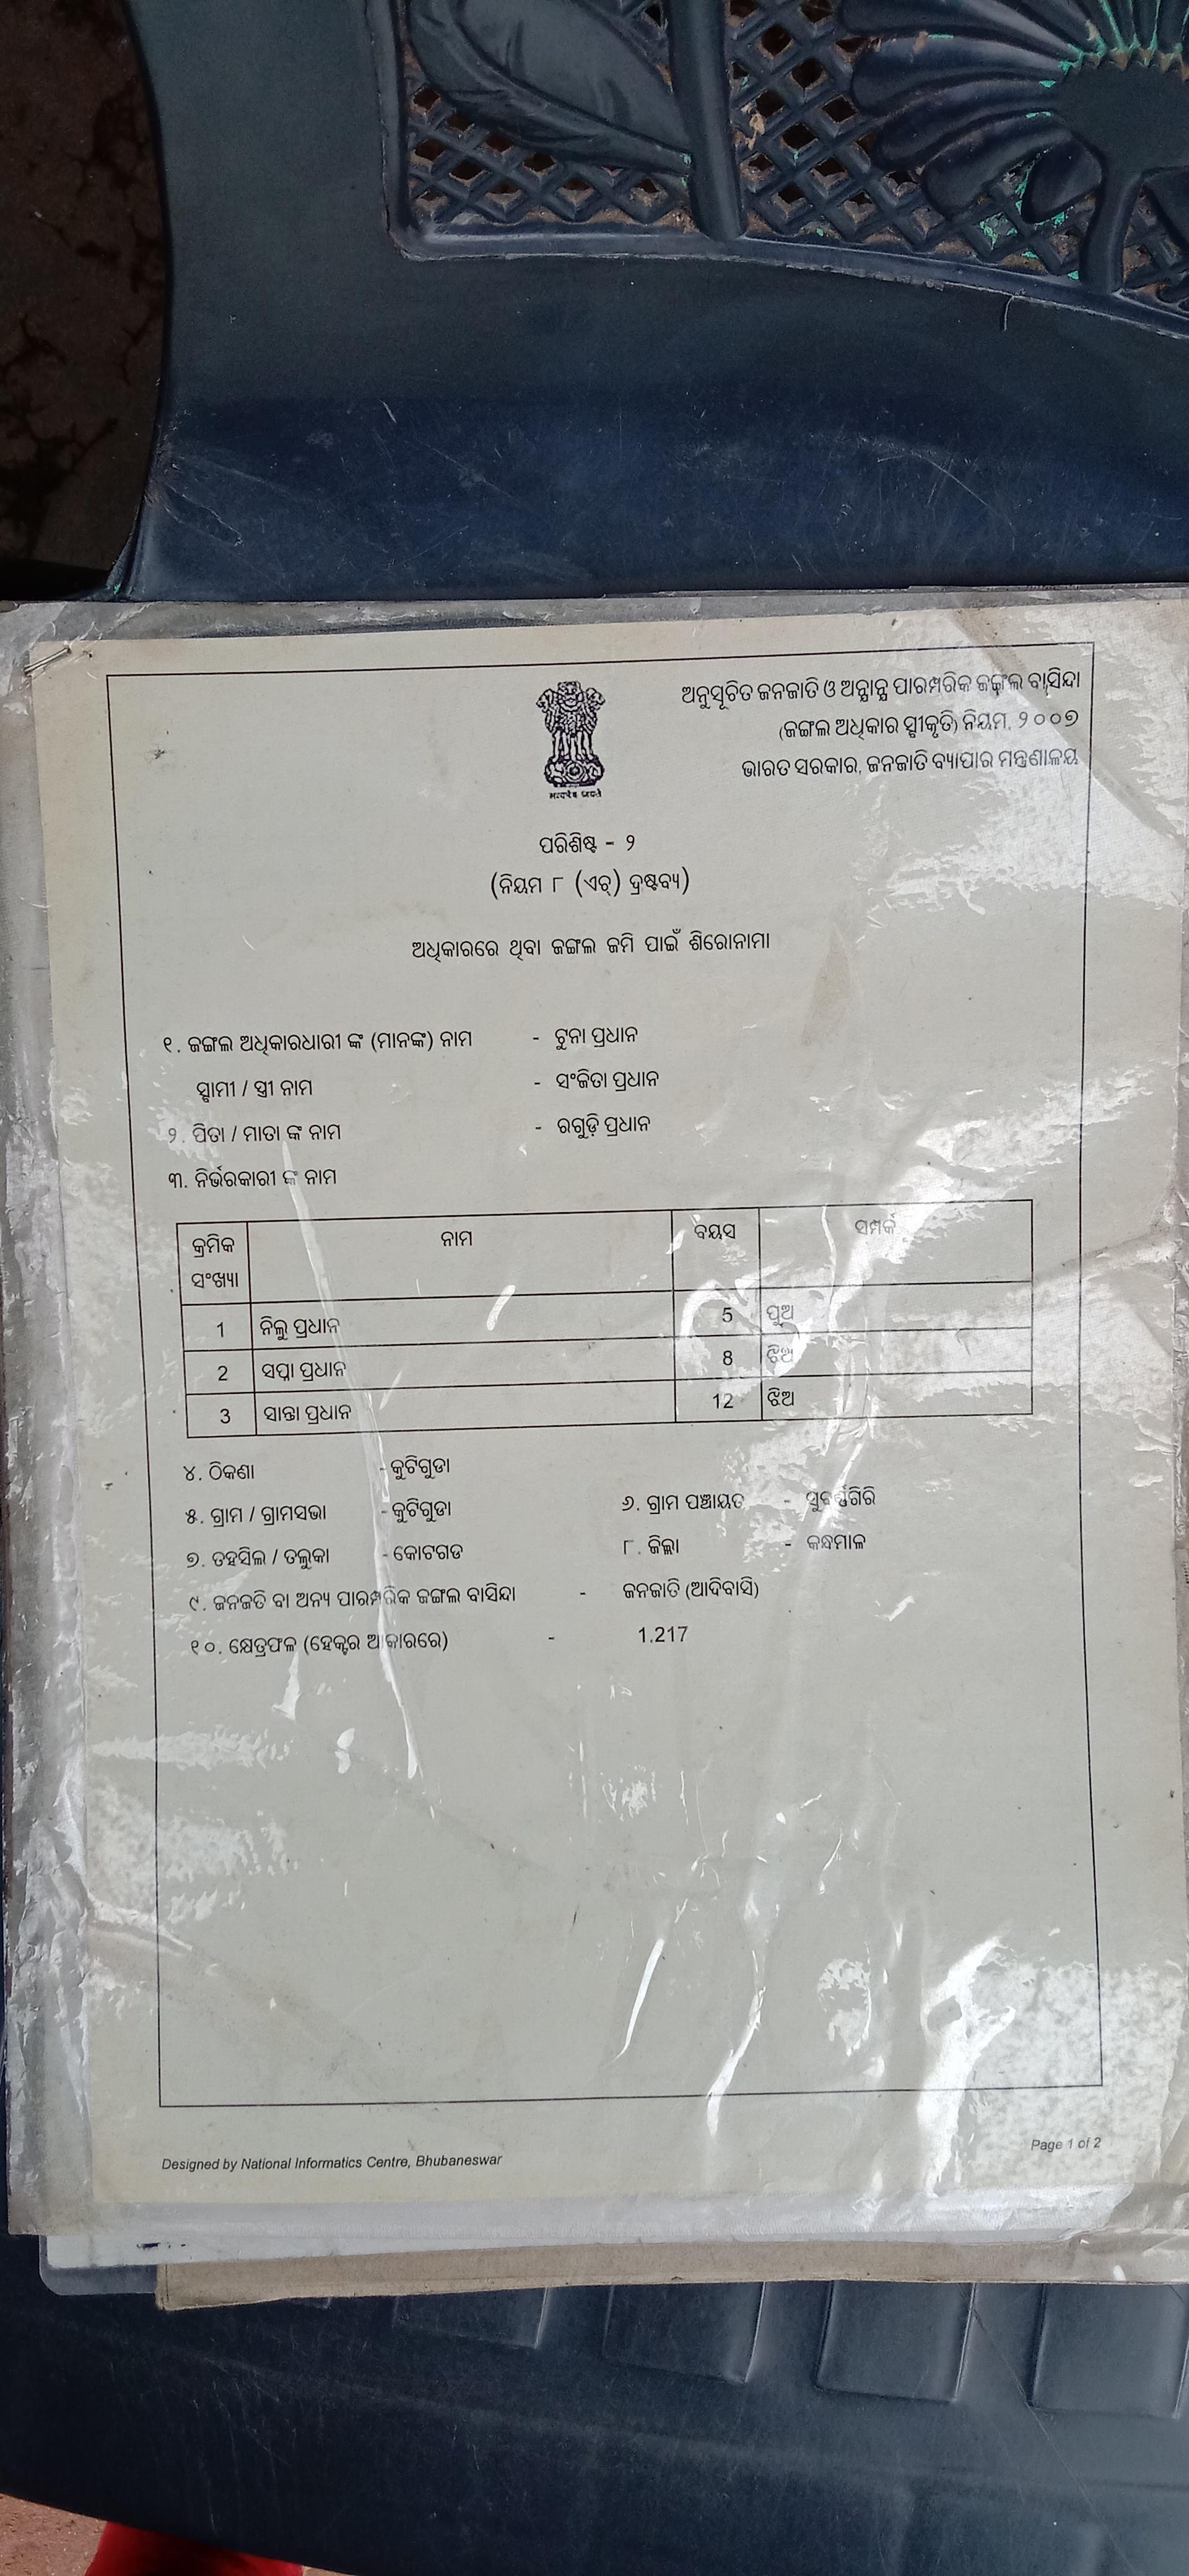 ଅନୁସୂଚିତ ଜନଜାତି ଓ ଅନ୍ଯାନ୍ଯ ପାରମ୍ପରିକ ଜଙ୍ଗଲ ବାସିନ୍ଦା
(ଜଙ୍ଗଲ ଅଧିକାର ସ୍ବୀକୃତି) ନିୟମ, ୨୦୦୭
ଭାରତ ସରକାର, ଜନଜାତି ବ୍ୟାପାର ମନ୍ତ୍ରଣାଳୟ
सत्यमेव जयते
ପରିଶିଷ୍ଟ - ୨
(ନିୟମ ୮ (ଏଚ୍) ଦ୍ରଷ୍ଟବ୍ୟ)
ଅଧିକାରରେ ଥିବା ଜଙ୍ଗଲ ଜମି ପାଇଁ ଶିରୋନାମା
୧. ଜଙ୍ଗଲ ଅଧିକାରଧାରୀ ଙ୍କ (ମାନଙ୍କ) ନାମ - ଟୁନା ପ୍ରଧାନ
ସ୍ବାମୀ / ସ୍ତ୍ରୀ ନାମ - ସଂଜିତା ପ୍ରଧାନ
୨. ପିତା / ମାତା ଙ୍କ ନାମ - ରଗୁଡ଼ି ପ୍ରଧାନ
୩. ନିର୍ଭରକାରୀ ଙ୍କ ନାମ
କ୍ରମିକ ସଂଖ୍ୟା ନାମ ବୟସ ସମ୍ପର୍କ
1 ନିଲୁ ପ୍ରଧାନ 5 ପୁଅ
2 ସପ୍ନା ପ୍ରଧାନ 8 ଝିଅ
3 ସାନ୍ତା ପ୍ରଧାନ 12 ଝିଅ
୪. ଠିକଣା - କୁଟିଗୁଡା
୫. ଗ୍ରାମ / ଗ୍ରାମସଭା - କୁଟିଗୁଡା ୬. ଗ୍ରାମ ପଞ୍ଚାୟତ - ସୁବର୍ଣ୍ଣଗିରି
୭. ତହସିଲ / ତଲୁକା - କୋଟଗଡ ୮. ଜିଲ୍ଲା - କନ୍ଧମାଳ
୯. ଜନଜତି ବା ଅନ୍ୟ ପାରମ୍ପରିକ ଜଙ୍ଗଲ ବାସିନ୍ଦା - ଜନଜାତି (ଆଦିବାସି)
୧୦. କ୍ଷେତ୍ରଫଳ (ହେକ୍ଟର ଆକାରରେ) - 1.217
Designed by National Informatics Centre, Bhubaneswar
Page 1 of 2